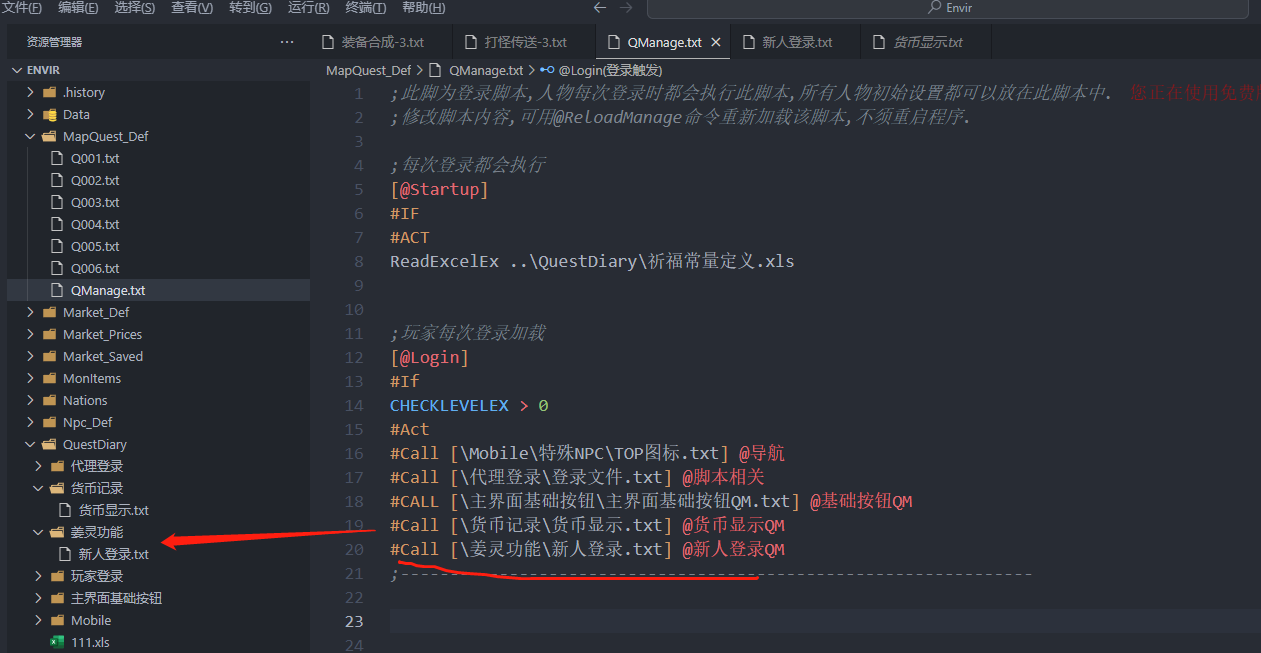 文件(F) 编辑(E) 选择(S) 查看(V) 转到(G) 运行(R) 终端(T) 帮助(H) Envir
资源管理器 ··· 装备合成-3.txt 打怪传送-3.txt QManage.txt 新人登录.txt 货币显示.txt
ENVIR
.history
Data
MapQuest_Def
Q001.txt
Q002.txt
Q003.txt
Q004.txt
Q005.txt
Q006.txt
QManage.txt
Market_Def
Market_Prices
Market_Saved
MonItems
Nations
Npc_Def
QuestDiary
代理登录
货币记录
货币显示.txt
姜灵功能
新人登录.txt
玩家登录
主界面基础按钮
Mobile
111.xls
MapQuest_Def > QManage.txt > @Login(登录触发)
1 ;此脚为登录脚本,人物每次登录时都会执行此脚本,所有人物初始设置都可以放在此脚本中. 您正在使用免费
2 ;修改脚本内容,可用@ReloadManage命令重新加载该脚本,不须重启程序.
3
4 ;每次登录都会执行
5 [@Startup]
6 #IF
7 #ACT
8 ReadExcelEx ..\QuestDiary\祈福常量定义.xls
9
10
11 ;玩家每次登录加载
12 [@Login]
13 #If
14 CHECKLEVELEX > 0
15 #Act
16 #Call [\Mobile\特殊NPC\TOP图标.txt] @导航
17 #Call [\代理登录\登录文件.txt] @脚本相关
18 #CALL [\主界面基础按钮\主界面基础按钮QM.txt] @基础按钮QM
19 #Call [\货币记录\货币显示.txt] @货币显示QM
20 #Call [\姜灵功能\新人登录.txt] @新人登录QM
21 ;---------------------------------------------------------------
22
23
24